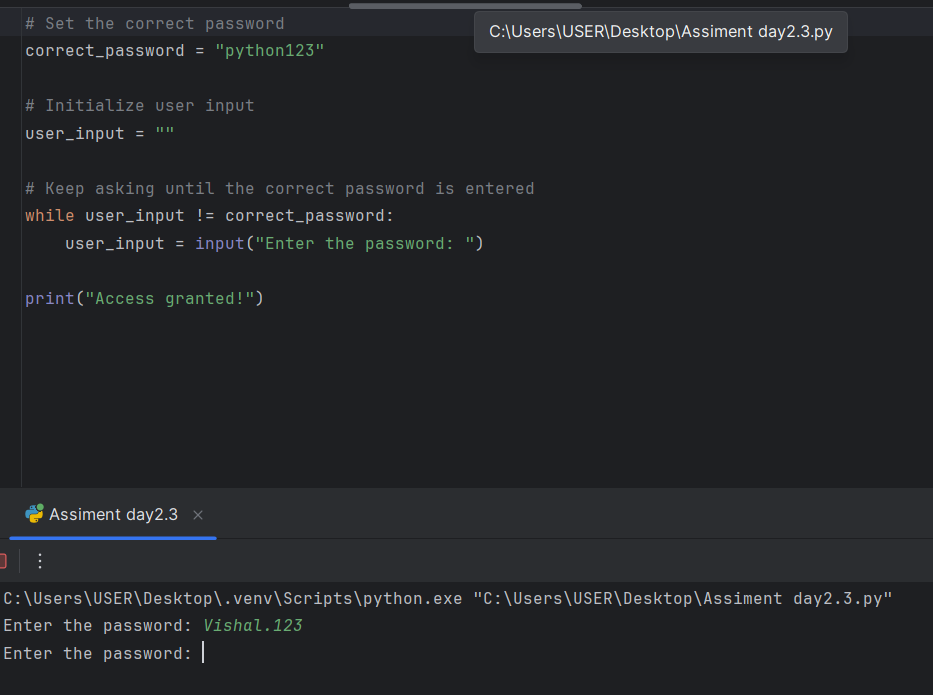 # Set the correct password
C:\Users\USER\Desktop\Assiment day2.3.py
correct_password = "python123"
# Initialize user input
user_input = ""
# Keep asking until the correct password is entered
while user_input != correct_password:
    user_input = input("Enter the password: ")
print("Access granted!")
Assiment day2.3
C:\Users\USER\Desktop\.venv\Scripts\python.exe "C:\Users\USER\Desktop\Assiment day2.3.py"
Enter the password: Vishal.123
Enter the password: